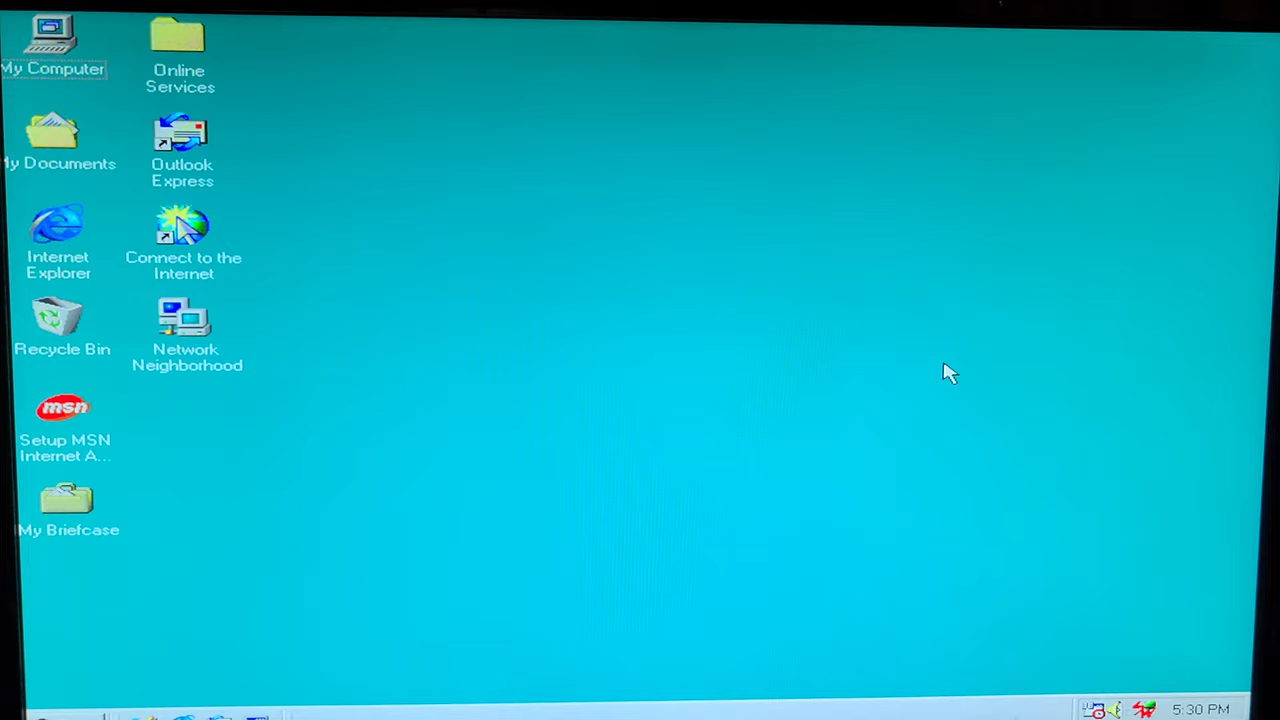 My Computer
Online
Services
My Documents
Outlook
Express
Internet
Explorer
Connect to the
Internet
Recycle Bin
Network
Neighborhood
msn
Setup MSN
Internet A...
My Briefcase
5:30 PM